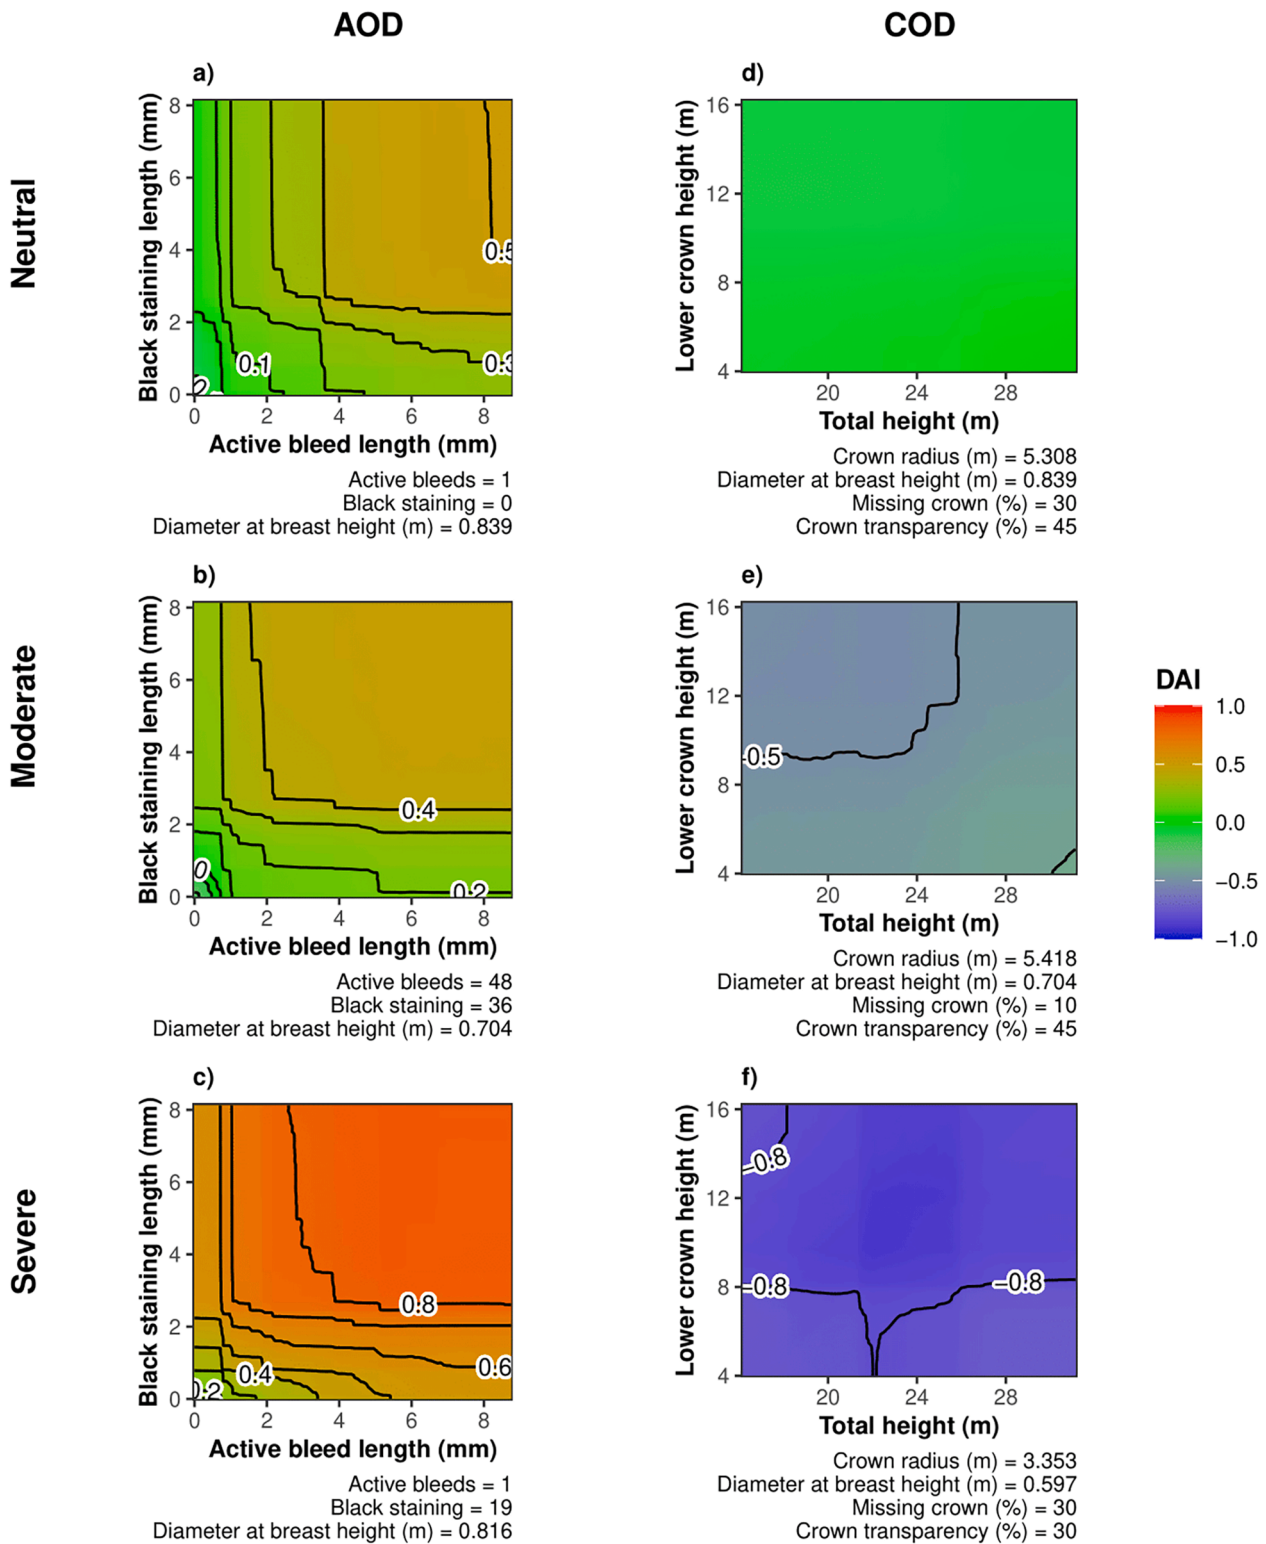 AOD
COD
Neutral
a)
Black staining length (mm)
8
6
4
2
0
0.5
0.3
0.1
2
0 2 4 6 8
Active bleed length (mm)
Active bleeds = 1
Black staining = 0
Diameter at breast height (m) = 0.839
d)
Lower crown height (m)
16
12
8
4
20 24 28
Total height (m)
Crown radius (m) = 5.308
Diameter at breast height (m) = 0.839
Missing crown (%) = 30
Crown transparency (%) = 45
Moderate
b)
Black staining length (mm)
8
6
4
2
0
0.4
0
0.2
0 2 4 6 8
Active bleed length (mm)
Active bleeds = 48
Black staining = 36
Diameter at breast height (m) = 0.704
e)
Lower crown height (m)
16
12
8
4
-0.5
20 24 28
Total height (m)
Crown radius (m) = 5.418
Diameter at breast height (m) = 0.704
Missing crown (%) = 10
Crown transparency (%) = 45
DAI
1.0
0.5
0.0
−0.5
−1.0
Severe
c)
Black staining length (mm)
8
6
4
2
0
0.8
0.6
0.4
0.2
0 2 4 6 8
Active bleed length (mm)
Active bleeds = 1
Black staining = 19
Diameter at breast height (m) = 0.816
f)
Lower crown height (m)
16
12
8
4
−0.8
−0.8
−0.8
20 24 28
Total height (m)
Crown radius (m) = 3.353
Diameter at breast height (m) = 0.597
Missing crown (%) = 30
Crown transparency (%) = 30